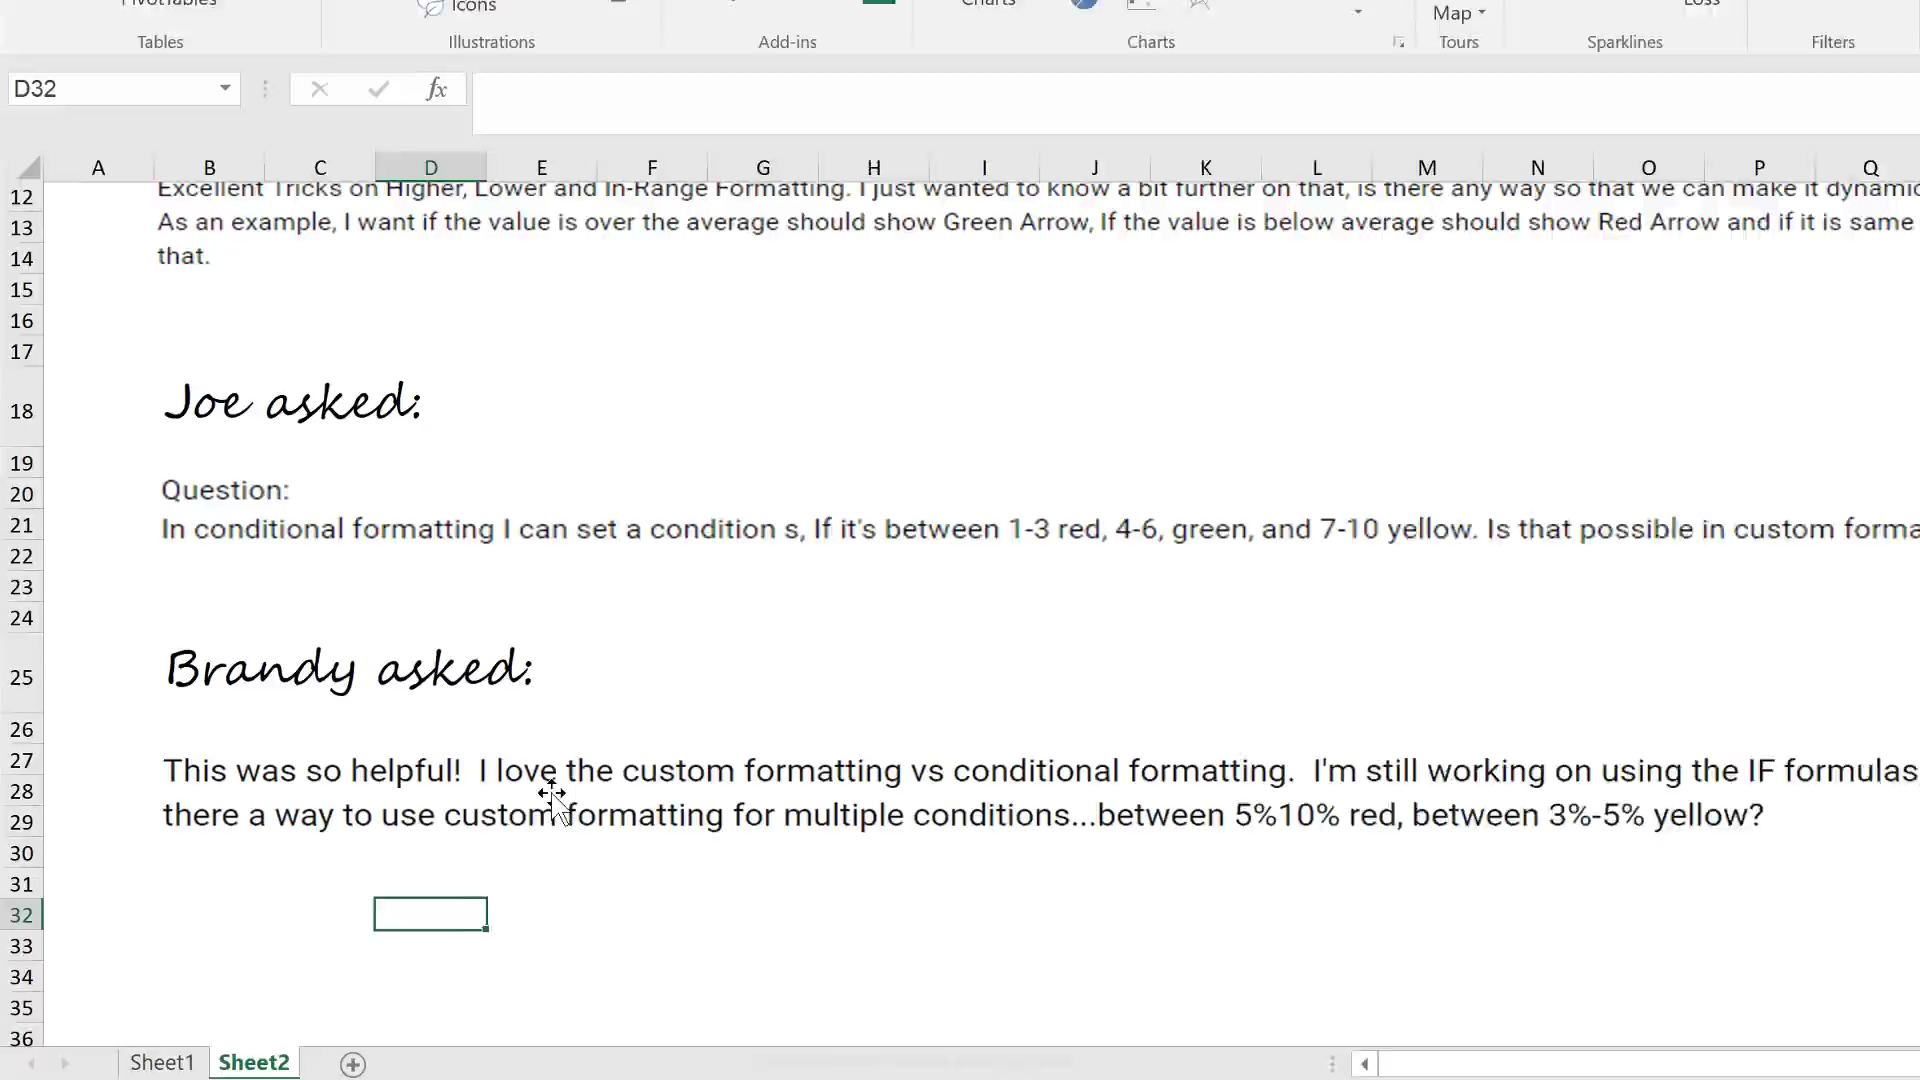 PivotTables Icons Charts Map Loss
Tables Illustrations Add-ins Charts Tours Sparklines Filters
D32 fx
A B C D E F G H I J K L M N O P Q
12 Excellent Tricks on Higher, Lower and In-Range Formatting. I just wanted to know a bit further on that, is there any way so that we can make it
13 As an example, I want if the value is over the average should show Green Arrow, If the value is below average should show Red Arrow and if it is same
14 that.
15
16
17
18 Joe asked:
19
20 Question:
21 In conditional formatting I can set a condition s, If it's between 1-3 red, 4-6, green, and 7-10 yellow. Is that possible in custom
22
23
24
25 Brandy asked:
26
27 This was so helpful!  I love the custom formatting vs conditional formatting.  I'm still working on using the IF formulas
28
29 there a way to use custom formatting for multiple conditions...between 5%10% red, between 3%-5% yellow?
30
31
32
33
34
35
36
Sheet1 Sheet2